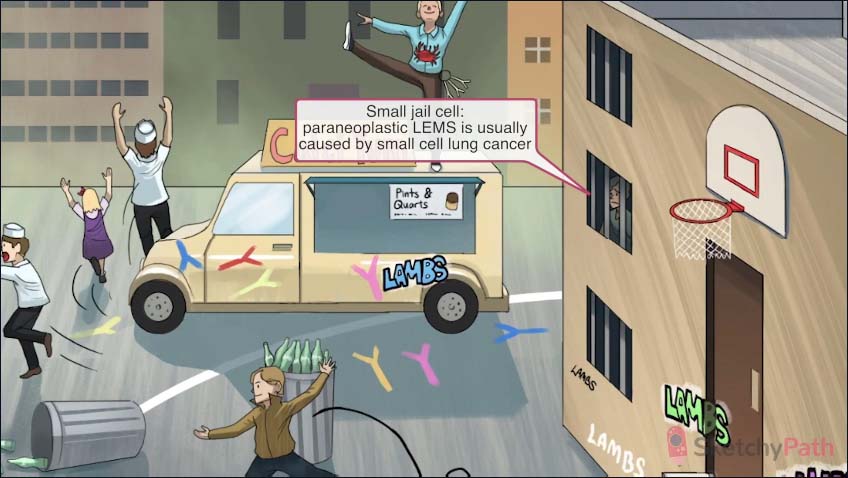 Small jail cell:
paraneoplastic LEMS is usually
caused by small cell lung cancer
Pints &
Quarts
LAMBS
LAMBS
LAMBS
LAMBS
SketchyPath